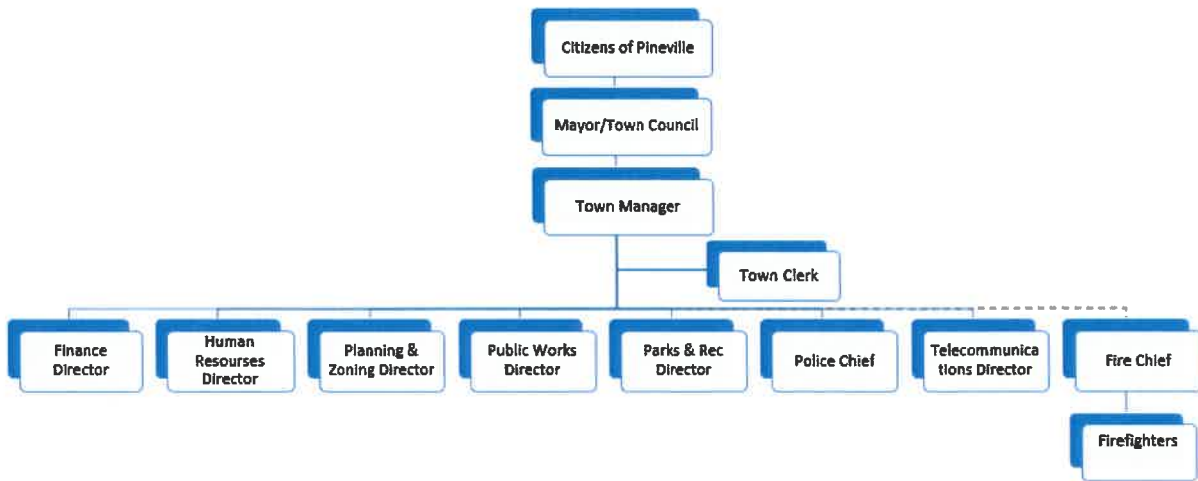 Citizens of Pineville
Mayor/Town Council
Town Manager
Town Clerk
Finance
Director
Human
Resourses
Director
Planning &
Zoning Director
Public Works
Director
Parks & Rec
Director
Police Chief
Telecommunica
tions Director
Fire Chief
Firefighters